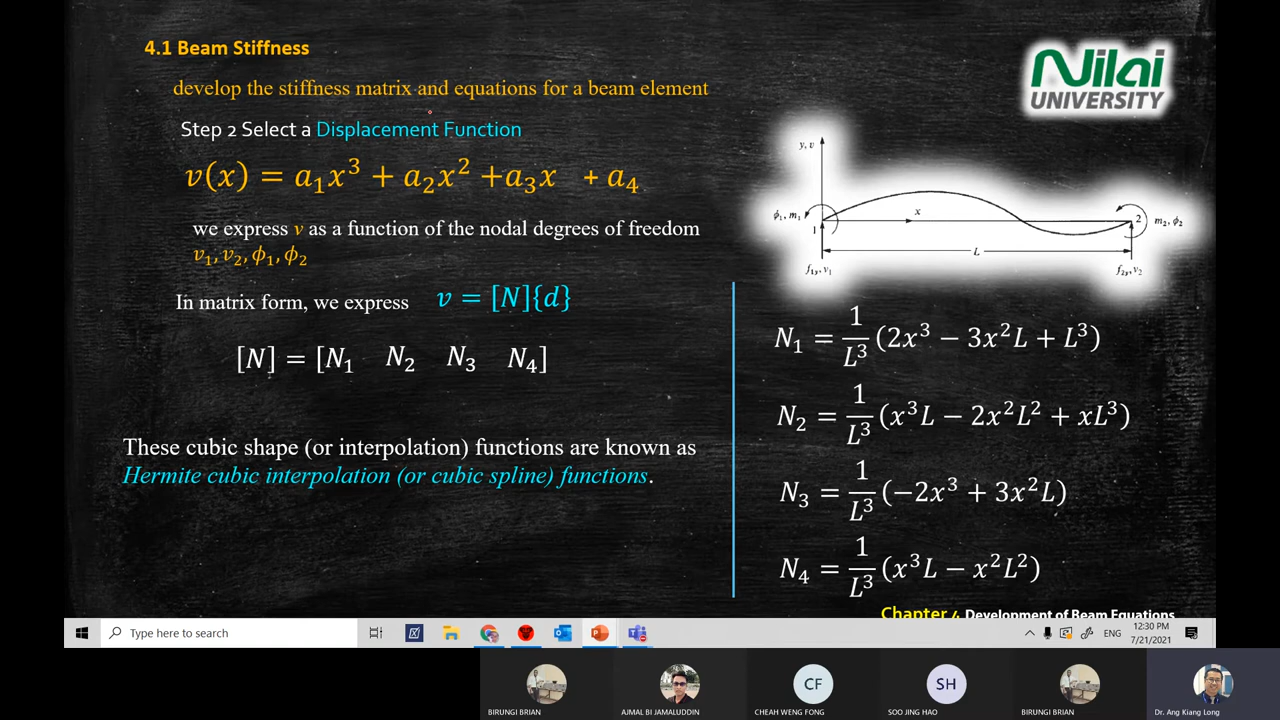 4.1 Beam Stiffness
develop the stiffness matrix and equations for a beam element
Step 2 Select a Displacement Function
v(x) = a₁x³ + a₂x² +a₃x + a₄
we express v as a function of the nodal degrees of freedom
v₁, v₂, ϕ₁, ϕ₂
In matrix form, we express v = [N]{d}
[N] = [N₁ N₂ N₃ N₄]
These cubic shape (or interpolation) functions are known as
Hermite cubic interpolation (or cubic spline) functions.
Nilai
UNIVERSITY
y, v
ϕ₁, m₁
x
1
2
m₂, ϕ₂
L
f₁y, v₁
f₂y, v₂
N₁ = 1/L³ (2x³ − 3x²L + L³)
N₂ = 1/L³ (x³L − 2x²L² + xL³)
N₃ = 1/L³ (−2x³ + 3x²L)
N₄ = 1/L³ (x³L − x²L²)
Chapter 4 Development of Beam Equations
Type here to search
ENG
12:30 PM
7/21/2021
BIRUNGI BRIAN
AJMAL BI JAMALUDDIN
CF
CHEAH WENG FONG
SH
SOO JING HAO
BIRUNGI BRIAN
Dr. Ang Kiang Long